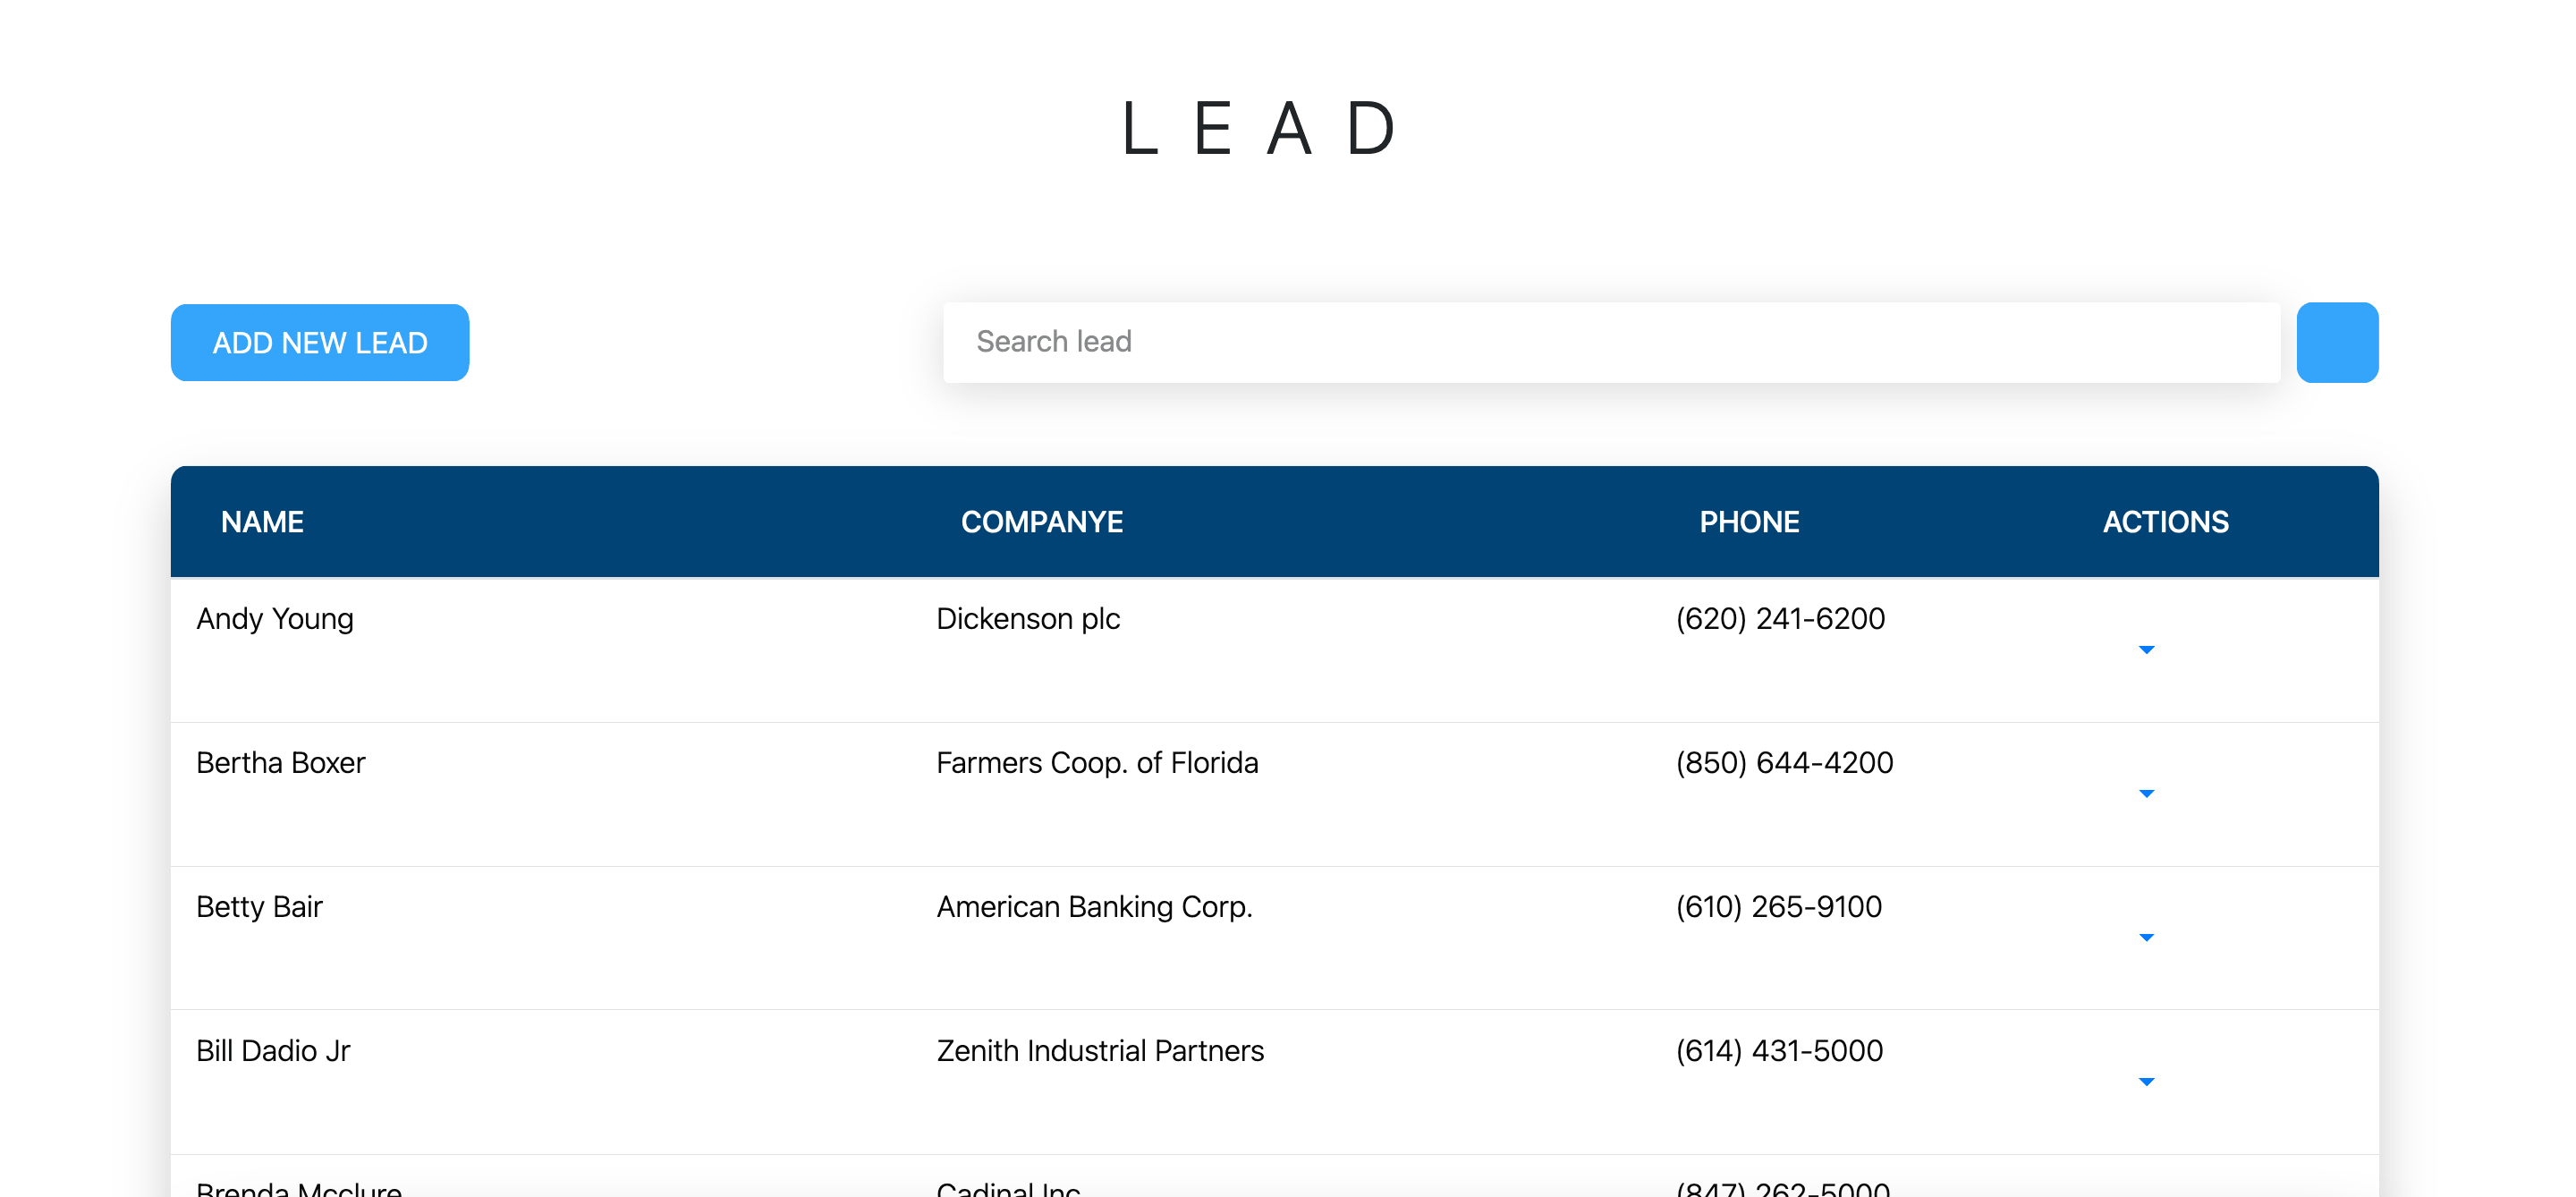 LEAD
ADD NEW LEAD
Search lead
NAME COMPANYE PHONE ACTIONS
Andy Young Dickenson plc (620) 241-6200
Bertha Boxer Farmers Coop. of Florida (850) 644-4200
Betty Bair American Banking Corp. (610) 265-9100
Bill Dadio Jr Zenith Industrial Partners (614) 431-5000
Brenda Mcclure Cadinal Inc. (847) 262-5000